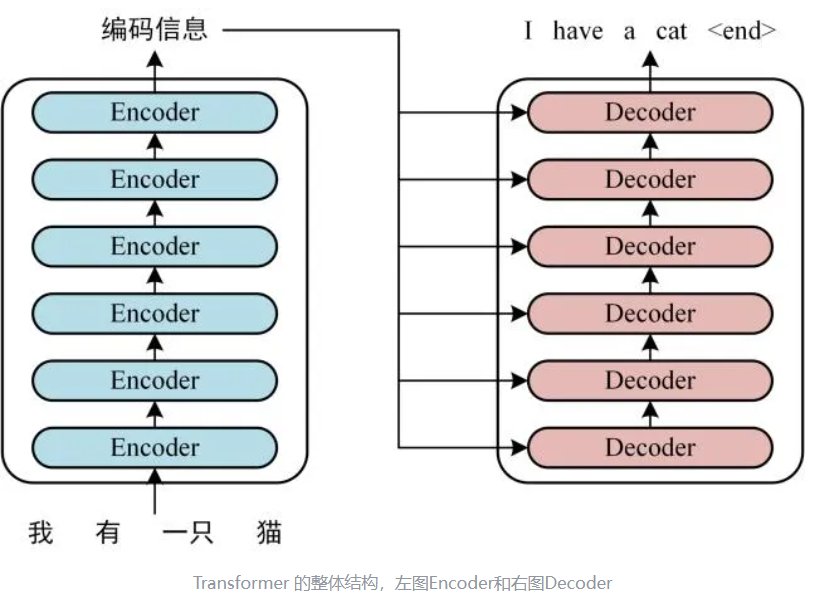 编码信息
I have a cat <end>
Encoder
Encoder
Encoder
Encoder
Encoder
Encoder
Decoder
Decoder
Decoder
Decoder
Decoder
Decoder
我 有 一只 猫
Transformer 的整体结构，左图Encoder和右图Decoder